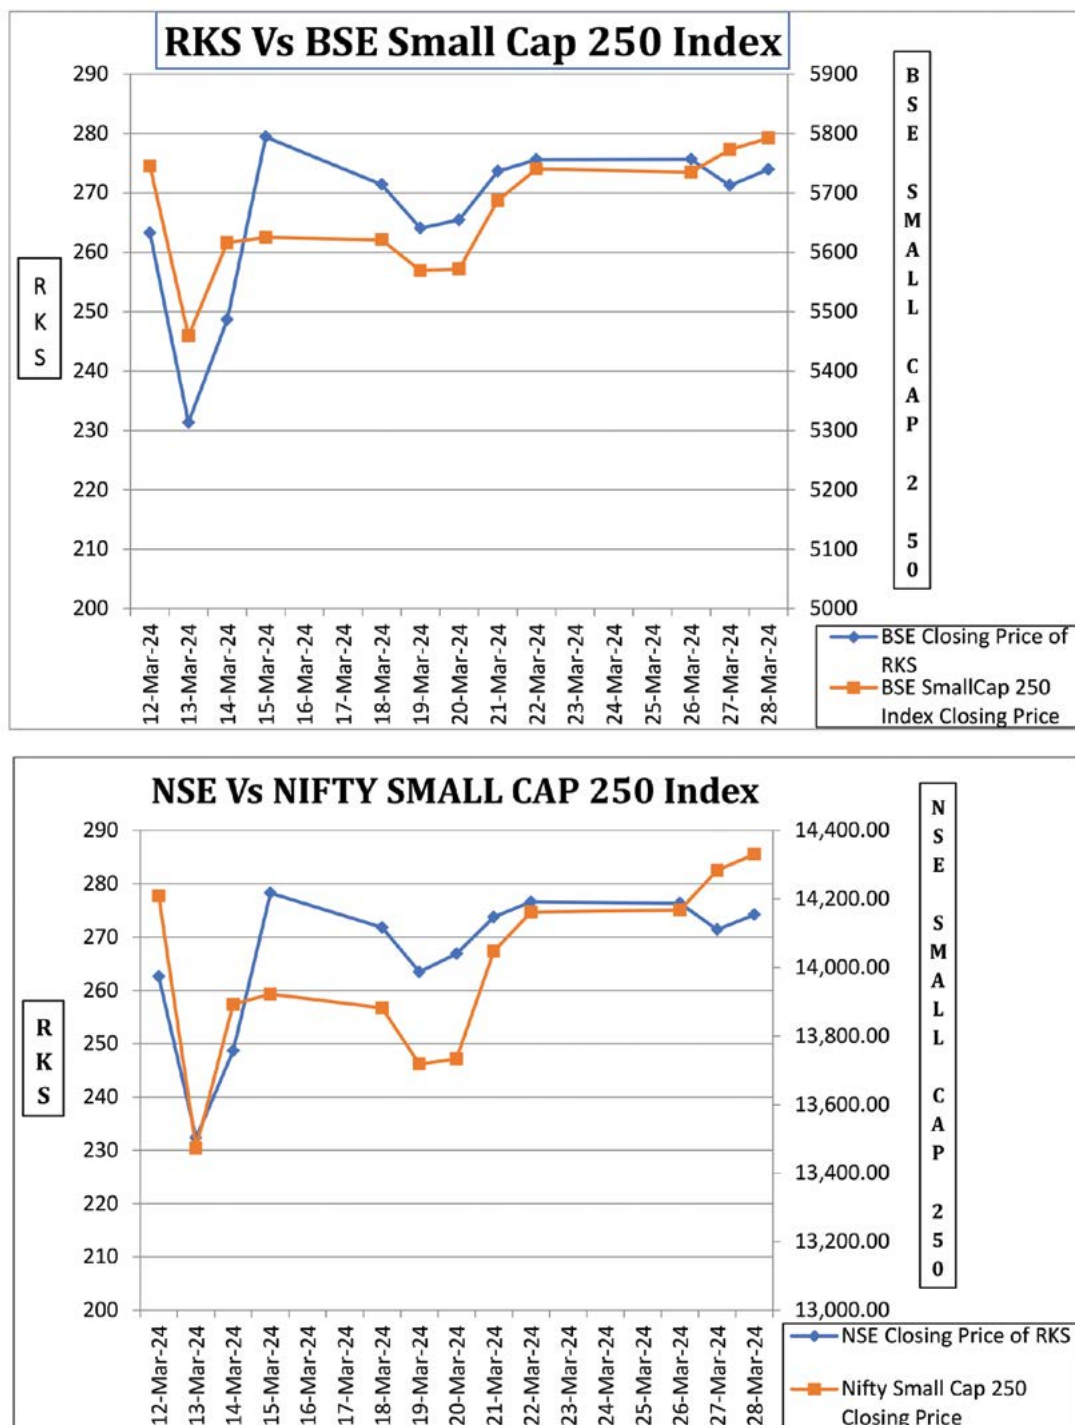 RKS Vs BSE Small Cap 250 Index
290
280
270
260
250
240
230
220
210
200
R
K
S
5900
5800
5700
5600
5500
5400
5300
5200
5100
5000
B
S
E
S
M
A
L
L
C
A
P
2
50
12-Mar-24
13-Mar-24
14-Mar-24
15-Mar-24
16-Mar-24
17-Mar-24
18-Mar-24
19-Mar-24
20-Mar-24
21-Mar-24
22-Mar-24
23-Mar-24
24-Mar-24
25-Mar-24
26-Mar-24
27-Mar-24
28-Mar-24
BSE Closing Price of
RKS
BSE SmallCap 250
Index Closing Price
NSE Vs NIFTY SMALL CAP 250 Index
290
280
270
260
250
240
230
220
210
200
R
K
S
14,400.00
14,200.00
14,000.00
13,800.00
13,600.00
13,400.00
13,200.00
13,000.00
N
S
E
S
M
A
L
L
C
A
P
2
5
0
12-Mar-24
13-Mar-24
14-Mar-24
15-Mar-24
16-Mar-24
17-Mar-24
18-Mar-24
19-Mar-24
20-Mar-24
21-Mar-24
22-Mar-24
23-Mar-24
24-Mar-24
25-Mar-24
26-Mar-24
27-Mar-24
28-Mar-24
NSE Closing Price of RKS
Nifty Small Cap 250
Closing Price